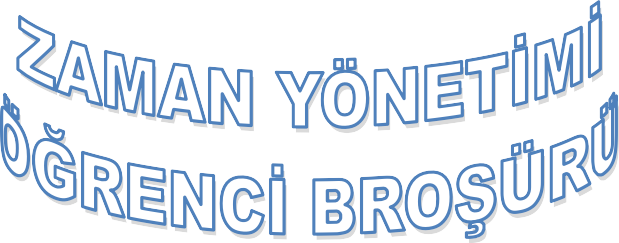 ZAMAN YÖNETİMİ
ÖĞRENCİ BROŞÜRÜ